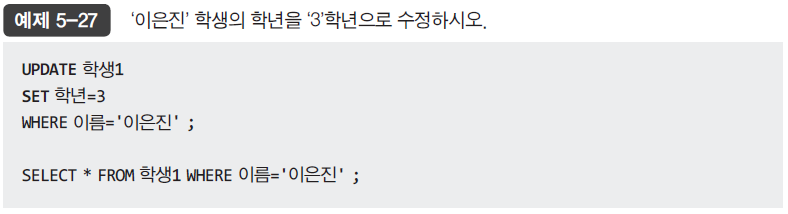 예제 5-27 '이은진' 학생의 학년을 '3'학년으로 수정하시오.
UPDATE 학생1
SET 학년=3
WHERE 이름='이은진' ;
SELECT * FROM 학생1 WHERE 이름='이은진' ;